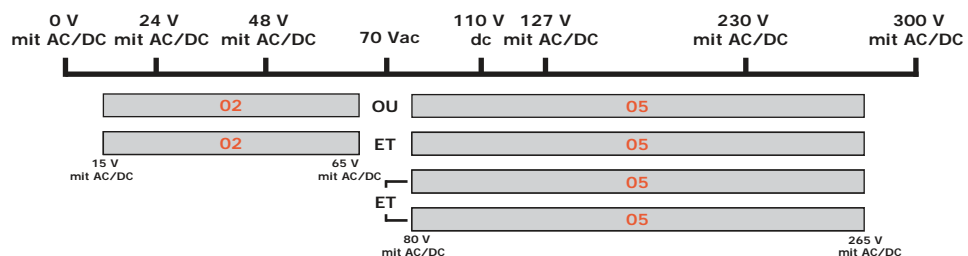 0 V 24 V 48 V 70 Vac 110 V 127 V 230 V 300 V
mit AC/DC mit AC/DC mit AC/DC dc mit AC/DC mit AC/DC mit AC/DC
02 OU 05
02 ET 05
15 V 65 V
mit AC/DC mit AC/DC
05
ET
05
80 V 265 V
mit AC/DC mit AC/DC